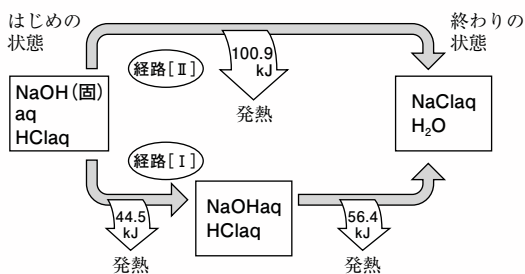 はじめの
状態
終わりの
状態
経路[Ⅱ]
100.9
kJ
発熱
NaOH(固)
aq
HClaq
NaClaq
H₂O
経路[Ⅰ]
44.5
kJ
発熱
NaOHaq
HClaq
56.4
kJ
発熱